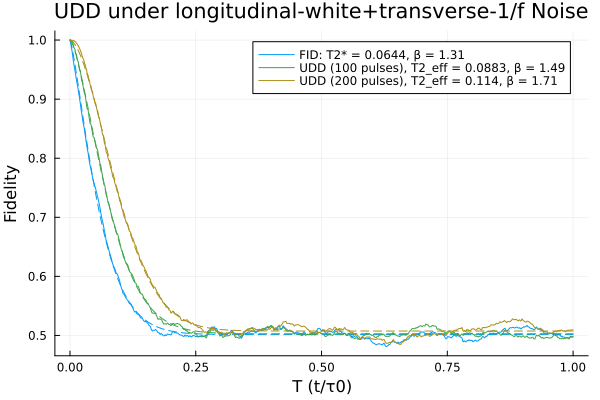 UDD under longitudinal-white+transverse-1/f Noise
FID: T2* = 0.0644, β = 1.31
UDD (100 pulses), T2_eff = 0.0883, β = 1.49
UDD (200 pulses), T2_eff = 0.114, β = 1.71
Fidelity
1.0
0.9
0.8
0.7
0.6
0.5
0.00 0.25 0.50 0.75 1.00
T (t/τ0)